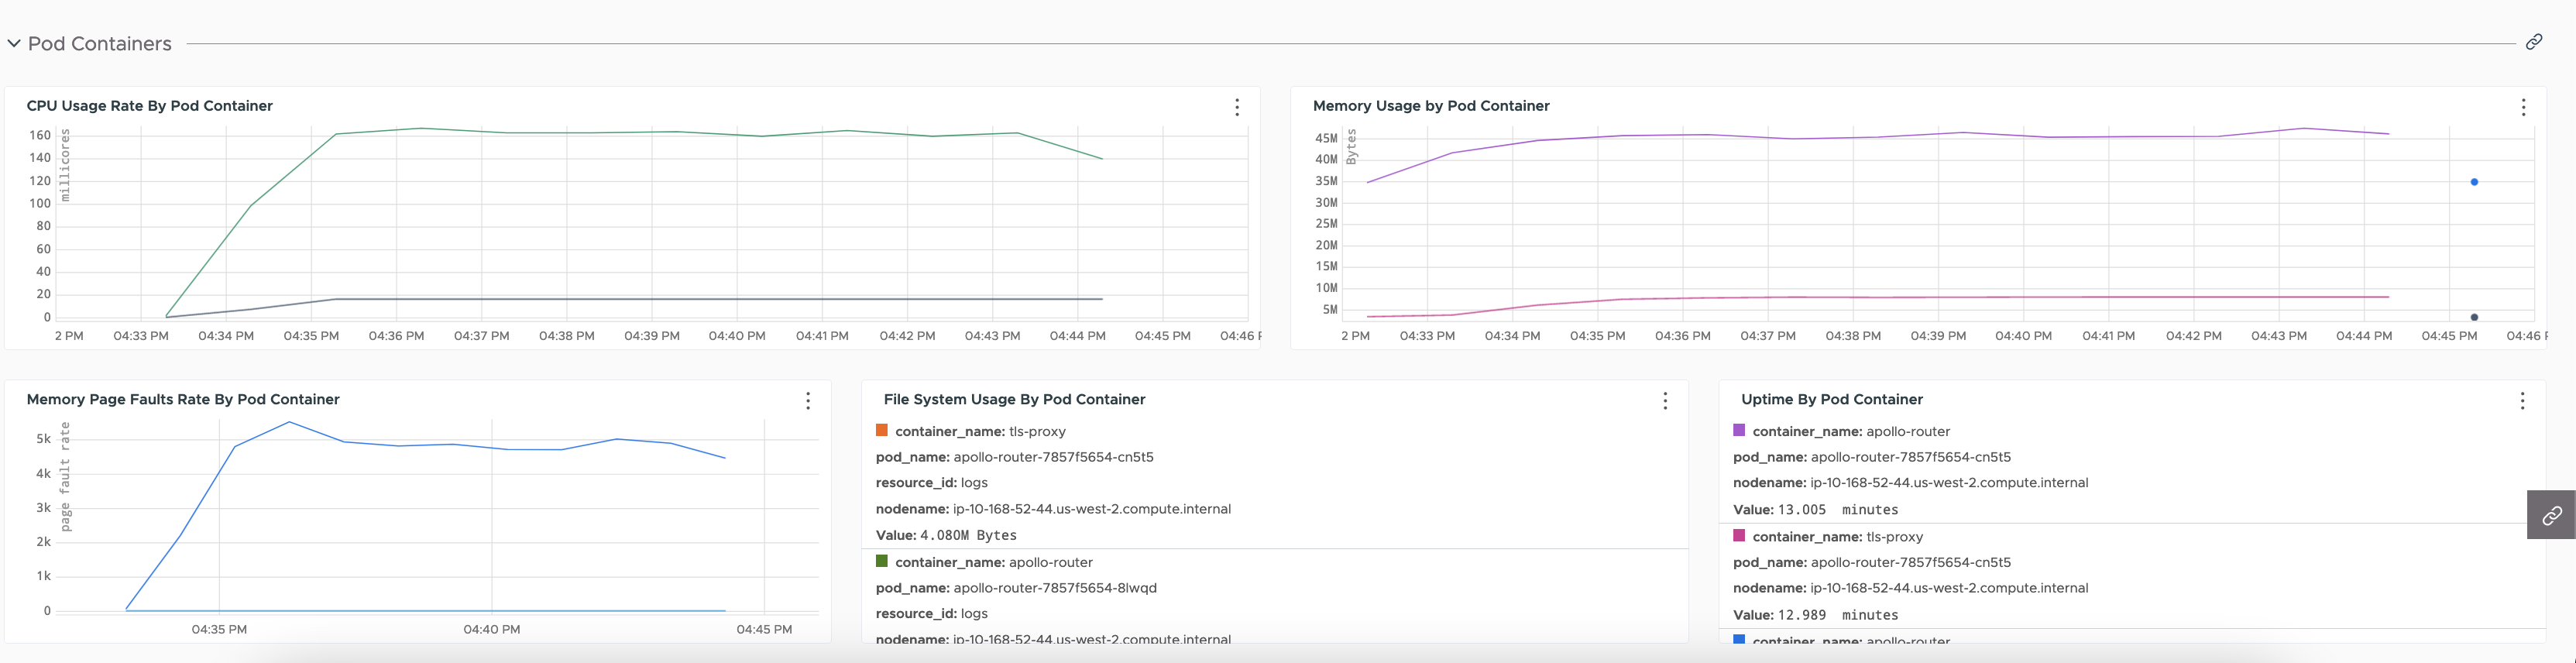 Pod Containers
CPU Usage Rate By Pod Container
millicores
160
140
120
100
80
60
40
20
0
2 PM 04:33 PM 04:34 PM 04:35 PM 04:36 PM 04:37 PM 04:38 PM 04:39 PM 04:40 PM 04:41 PM 04:42 PM 04:43 PM 04:44 PM 04:45 PM 04:46
Memory Usage by Pod Container
Bytes
45M
40M
35M
30M
25M
20M
15M
10M
5M
2 PM 04:33 PM 04:34 PM 04:35 PM 04:36 PM 04:37 PM 04:38 PM 04:39 PM 04:40 PM 04:41 PM 04:42 PM 04:43 PM 04:44 PM 04:45 PM 04:46
Memory Page Faults Rate By Pod Container
page fault rate
5k
4k
3k
2k
1k
0
04:35 PM 04:40 PM 04:45 PM
File System Usage By Pod Container
container_name: tls-proxy
pod_name: apollo-router-7857f5654-cn5t5
resource_id: logs
nodename: ip-10-168-52-44.us-west-2.compute.internal
Value: 4.080M Bytes
container_name: apollo-router
pod_name: apollo-router-7857f5654-8lwqd
resource_id: logs
nodename: ip-10-168-52-44.us-west-2.compute.internal
Uptime By Pod Container
container_name: apollo-router
pod_name: apollo-router-7857f5654-cn5t5
nodename: ip-10-168-52-44.us-west-2.compute.internal
Value: 13.005 minutes
container_name: tls-proxy
pod_name: apollo-router-7857f5654-cn5t5
nodename: ip-10-168-52-44.us-west-2.compute.internal
Value: 12.989 minutes
container_name: apollo-router